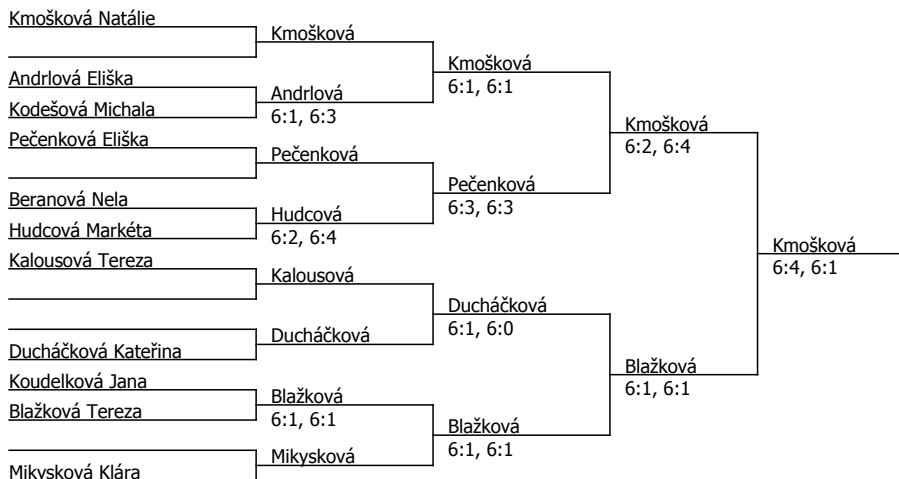 Kmošková Natálie
Kmošková
Kmošková
6:1, 6:1
Andrlová Eliška
Andrlová
6:1, 6:3
Kodešová Michala
Kmošková
6:2, 6:4
Pečenková Eliška
Pečenková
Pečenková
6:3, 6:3
Beranová Nela
Hudcová
6:2, 6:4
Hudcová Markéta
Kmošková
6:4, 6:1
Kalousová Tereza
Kalousová
Ducháčková
6:1, 6:0
Ducháčková
Ducháčková Kateřina
Blažková
6:1, 6:1
Koudelková Jana
Blažková
6:1, 6:1
Blažková Tereza
Blažková
6:1, 6:1
Mikysková
Mikysková Klára